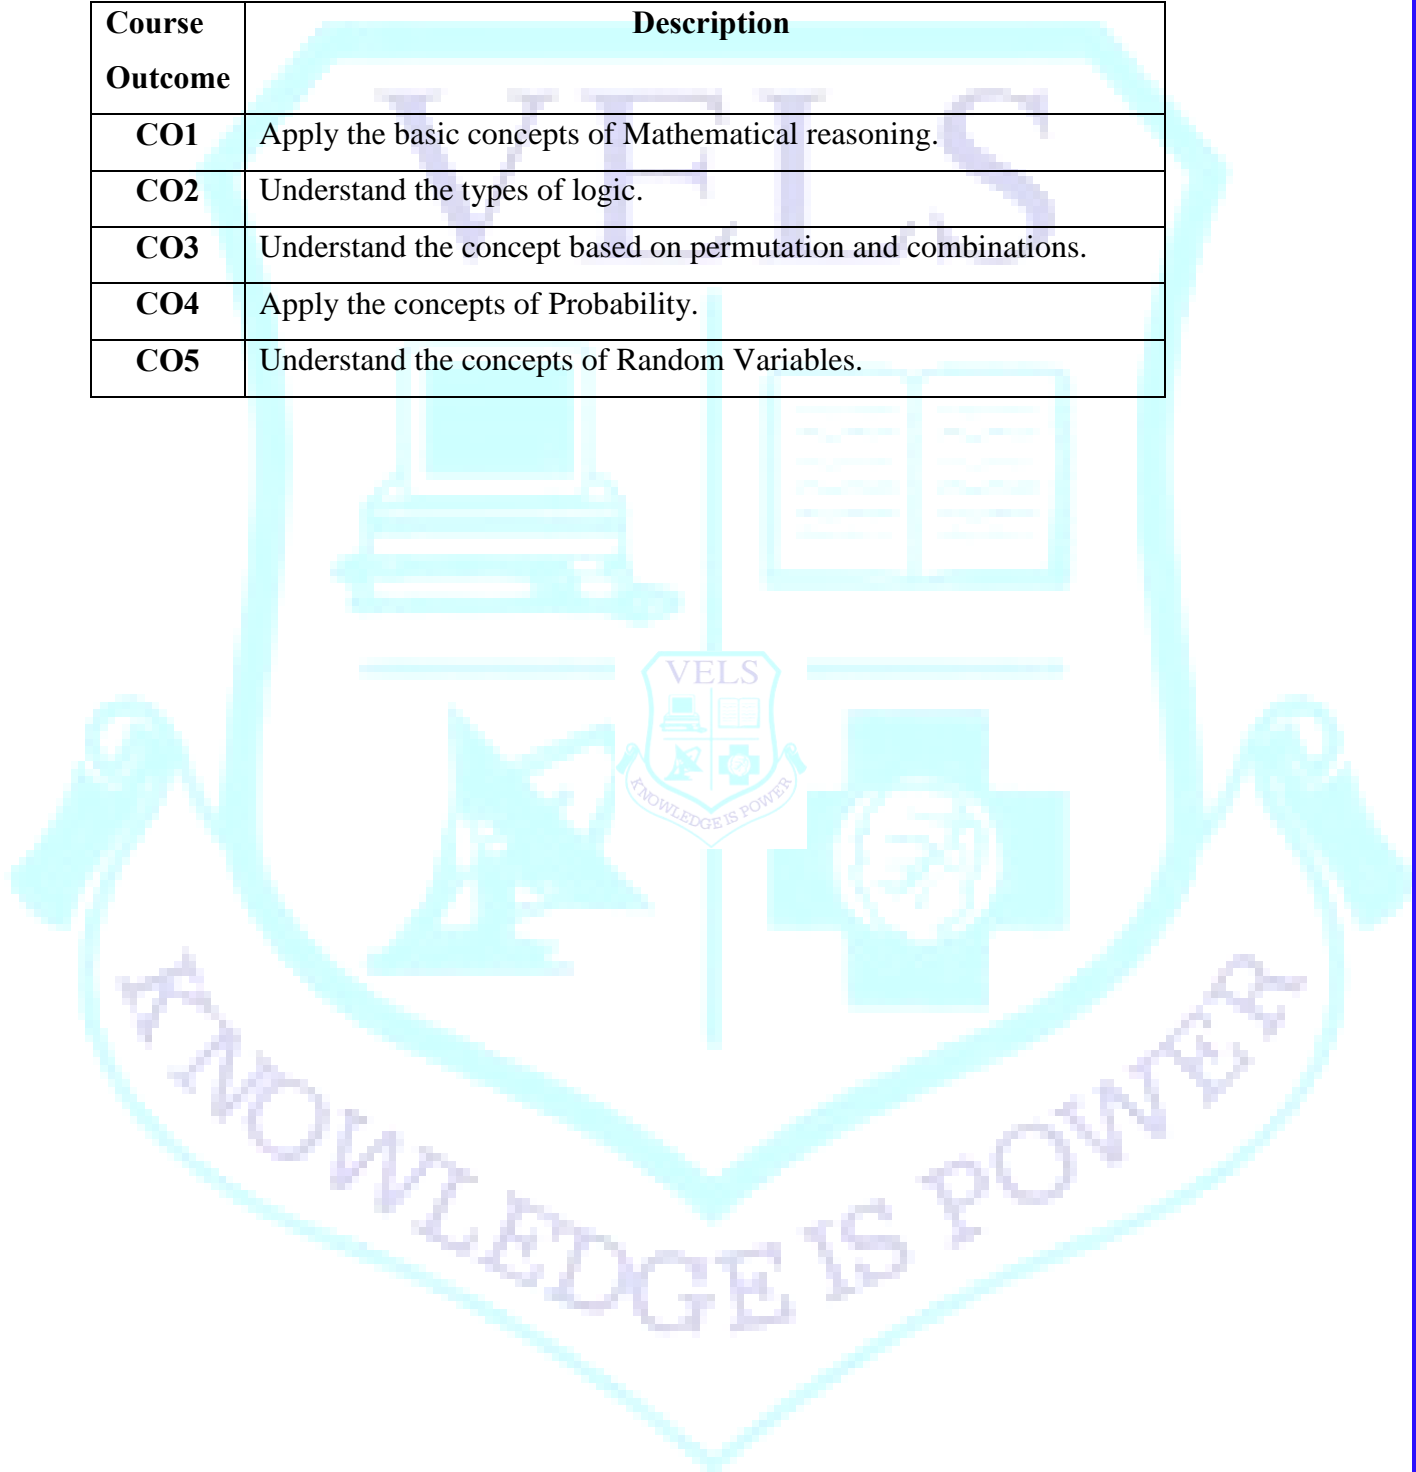 Course Description
Outcome
CO1 Apply the basic concepts of Mathematical reasoning.
CO2 Understand the types of logic.
CO3 Understand the concept based on permutation and combinations.
CO4 Apply the concepts of Probability.
CO5 Understand the concepts of Random Variables.
VELS
VELS
KNOWLEDGE IS POWER
KNOWLEDGE IS POWER